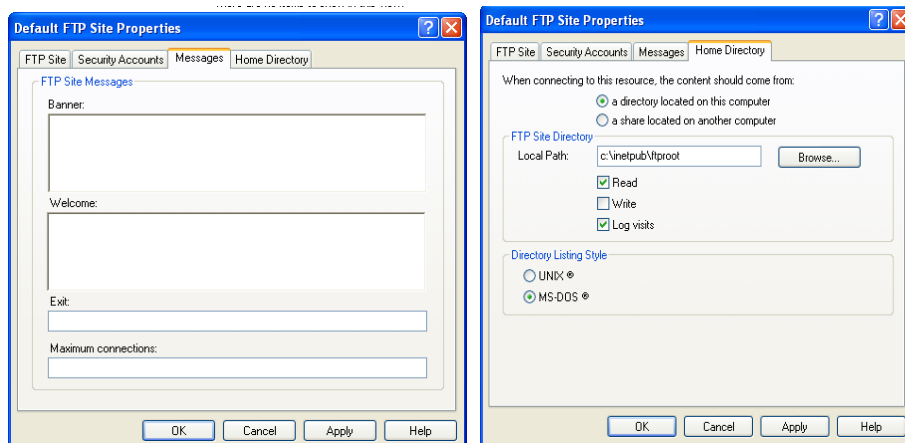 Default FTP Site Properties
FTP Site Security Accounts Messages Home Directory
FTP Site Messages
Banner:
Welcome:
Exit:
Maximum connections:
OK Cancel Apply Help
Default FTP Site Properties
FTP Site Security Accounts Messages Home Directory
When connecting to this resource, the content should come from:
a directory located on this computer
a share located on another computer
FTP Site Directory
Local Path: c:\inetpub\ftproot Browse...
Read
Write
Log visits
Directory Listing Style
UNIX ®
MS-DOS ®
OK Cancel Apply Help